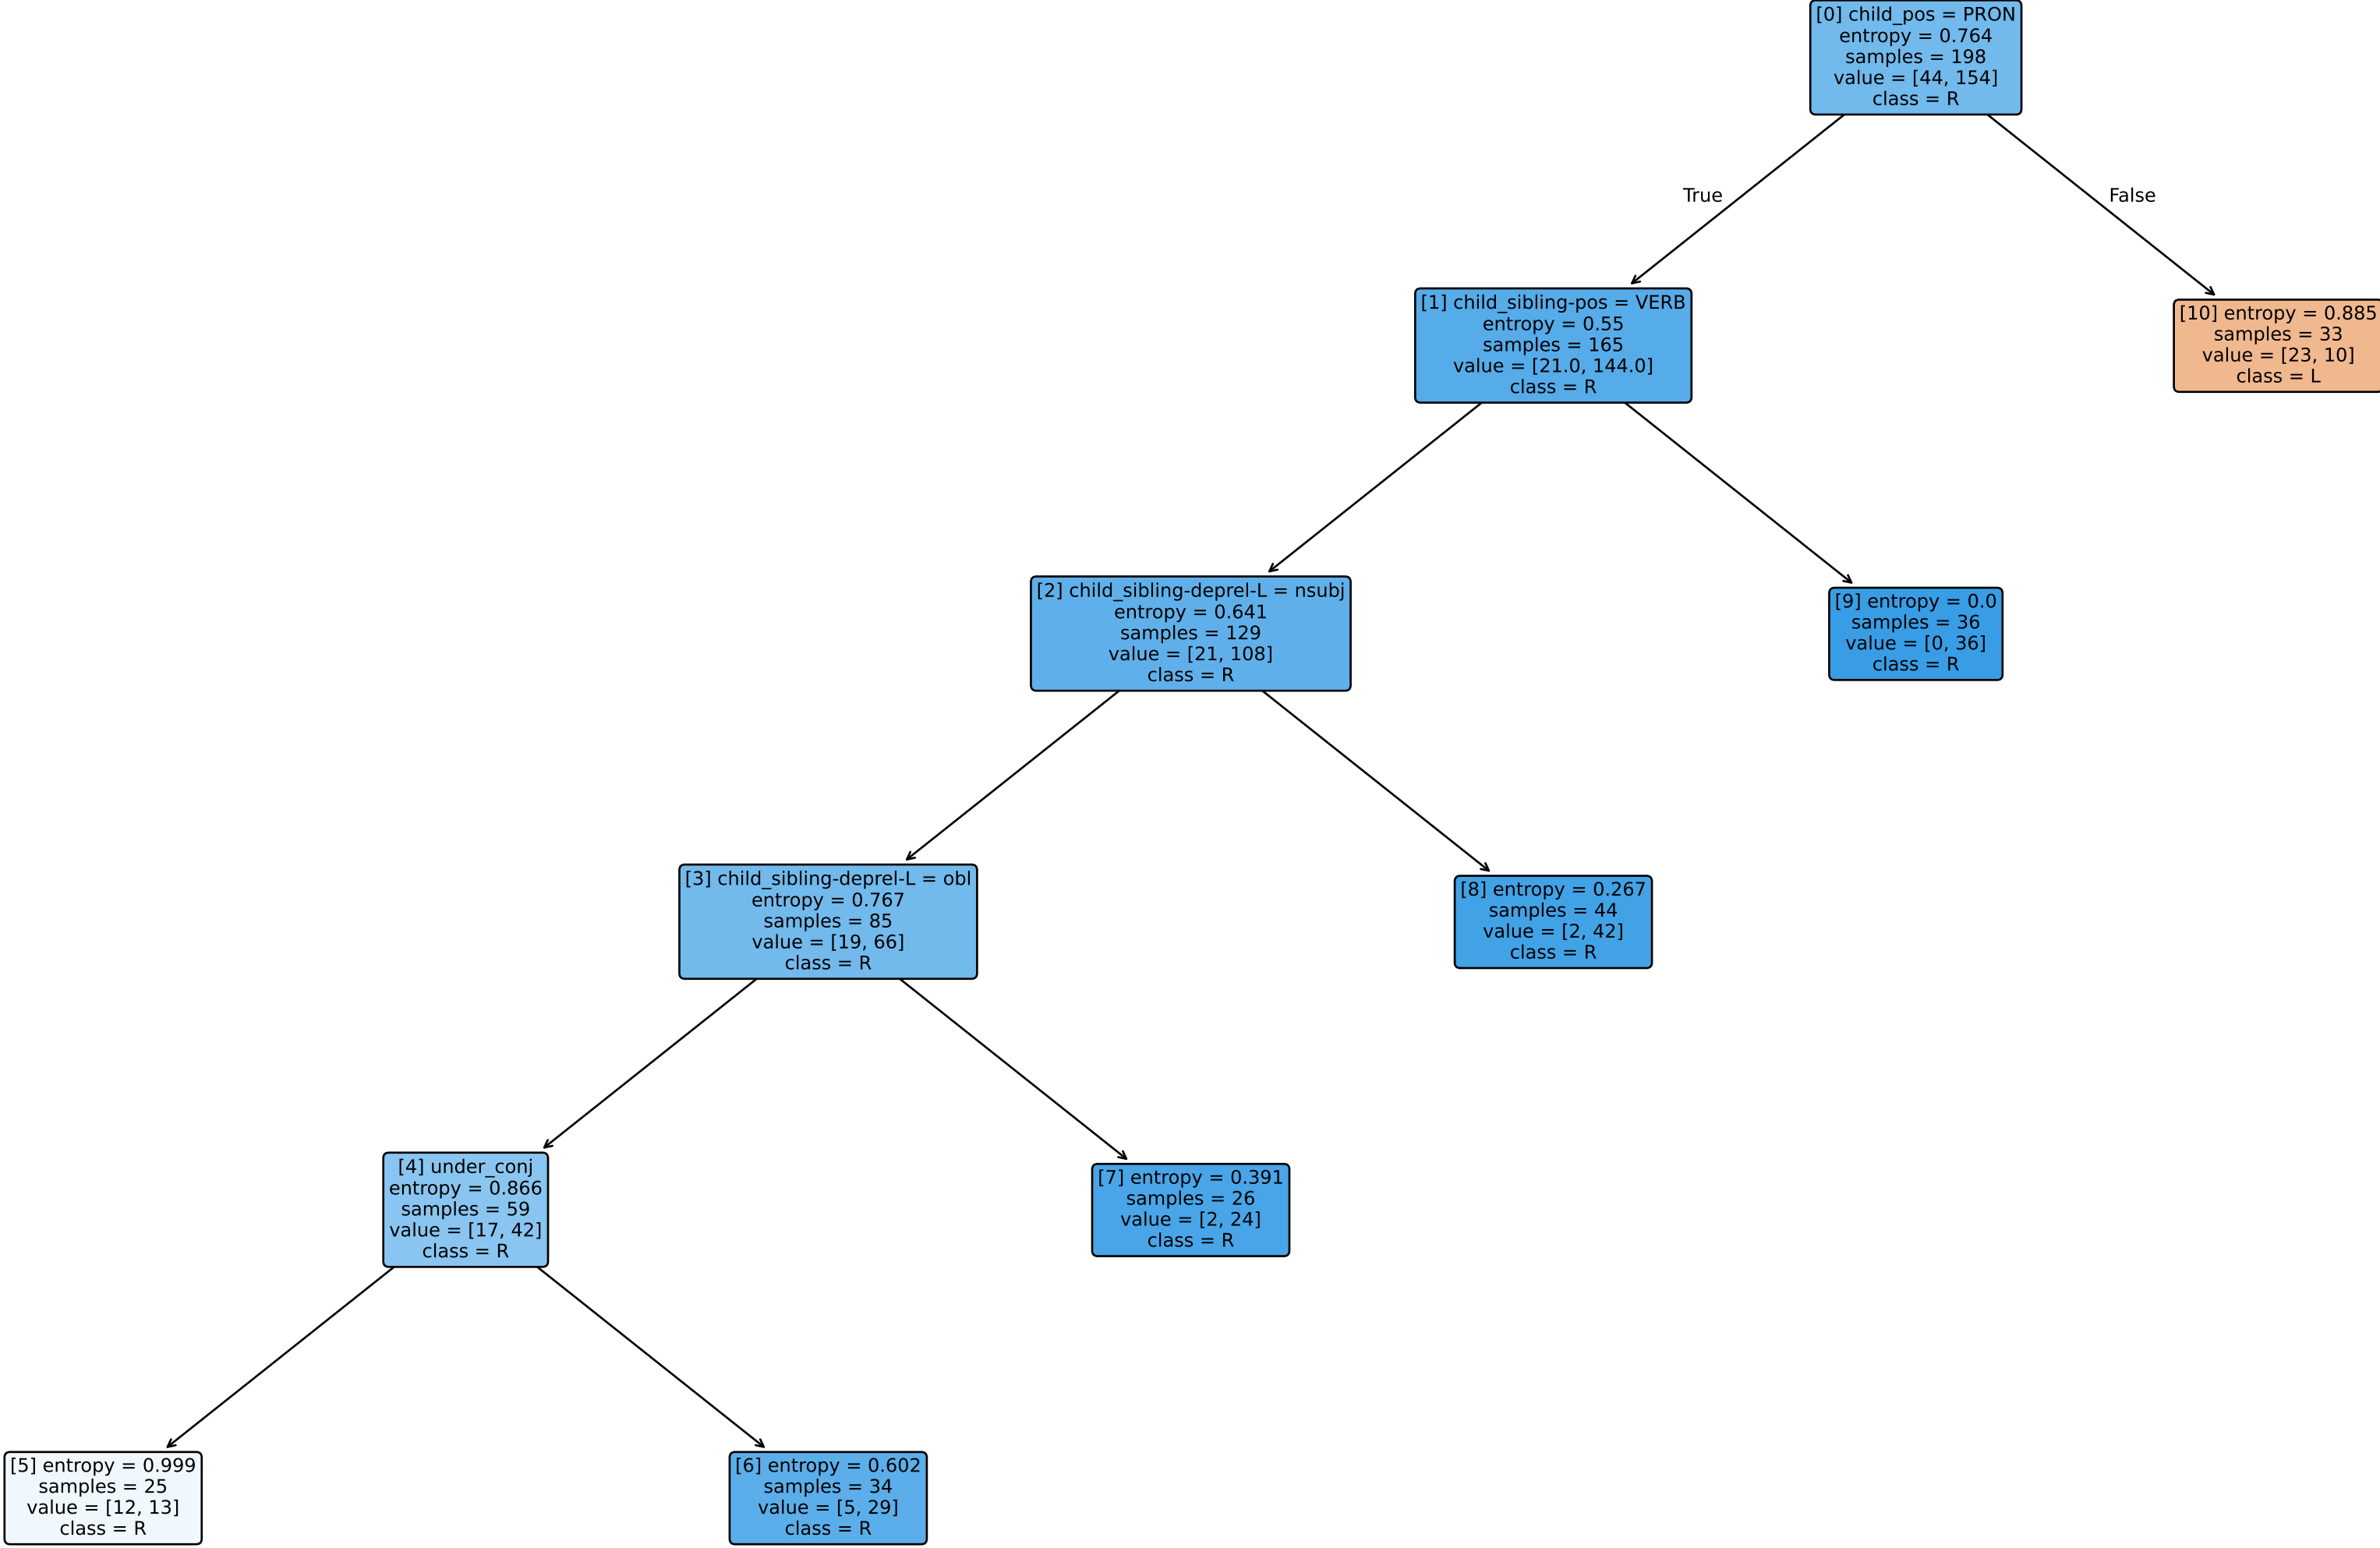 [0] child_pos = PRON
entropy = 0.764
samples = 198
value = [44, 154]
class = R
True
False
[1] child_sibling-pos = VERB
entropy = 0.55
samples = 165
value = [21.0, 144.0]
class = R
[10] entropy = 0.885
samples = 33
value = [23, 10]
class = L
[2] child_sibling-deprel-L = nsubj
entropy = 0.641
samples = 129
value = [21, 108]
class = R
[9] entropy = 0.0
samples = 36
value = [0, 36]
class = R
[3] child_sibling-deprel-L = obl
entropy = 0.767
samples = 85
value = [19, 66]
class = R
[8] entropy = 0.267
samples = 44
value = [2, 42]
class = R
[4] under_conj
entropy = 0.866
samples = 59
value = [17, 42]
class = R
[7] entropy = 0.391
samples = 26
value = [2, 24]
class = R
[5] entropy = 0.999
samples = 25
value = [12, 13]
class = R
[6] entropy = 0.602
samples = 34
value = [5, 29]
class = R